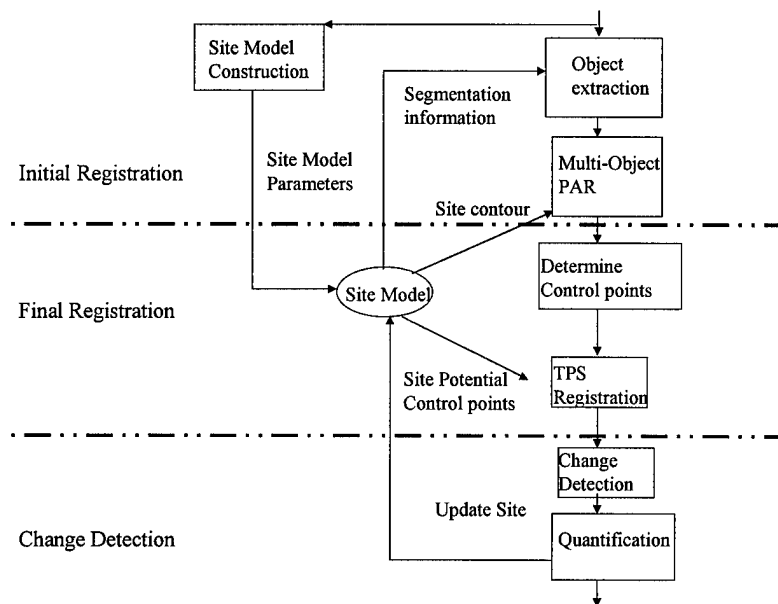 Site Model
Construction
Object
extraction
Segmentation
information
Initial Registration
Site Model
Parameters
Multi-Object
PAR
Site contour
Determine
Control points
Final Registration
Site Model
Site Potential
Control points
TPS
Registration
Change
Detection
Update Site
Change Detection
Quantification